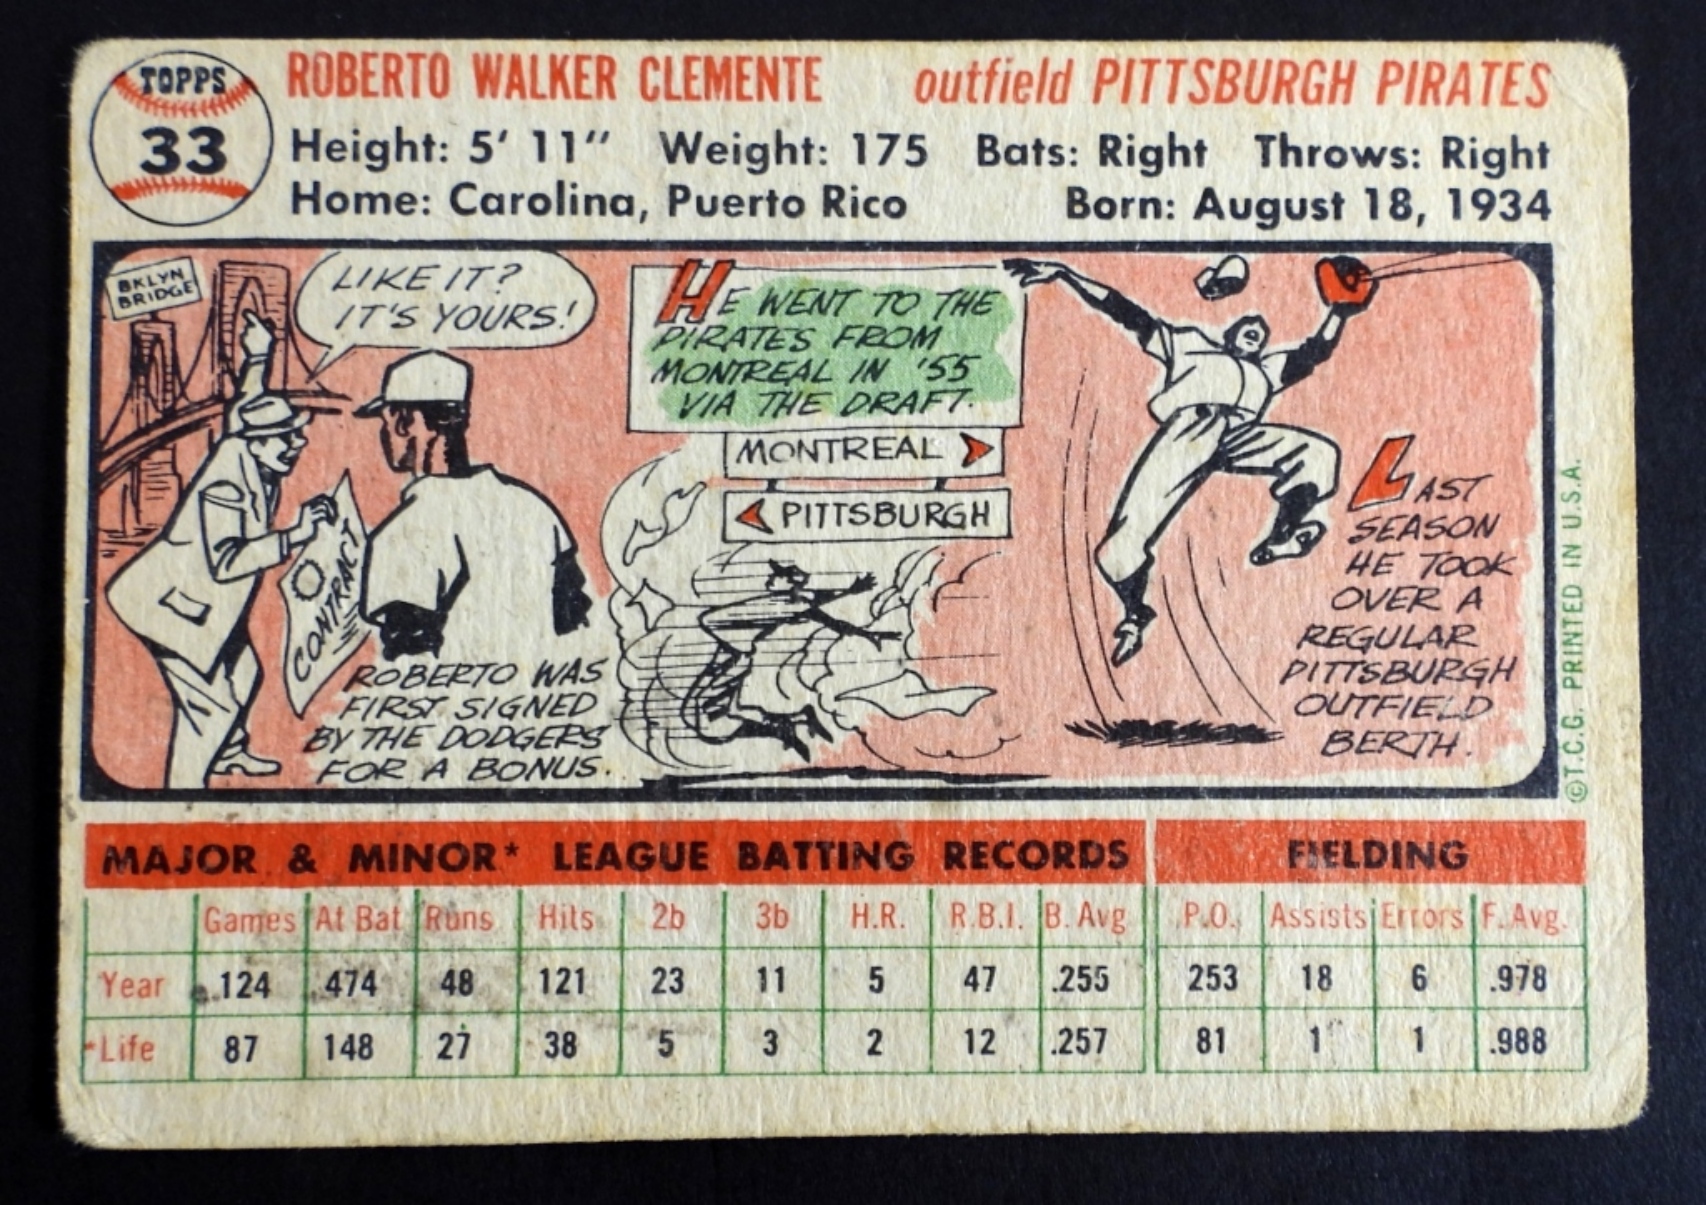 TOPPS
33
ROBERTO WALKER CLEMENTE outfield PITTSBURGH PIRATES
Height: 5' 11" Weight: 175 Bats: Right Throws: Right
Home: Carolina, Puerto Rico Born: August 18, 1934
BKLYN
BRIDGE
LIKE IT?
IT'S YOURS!
CONTRACT
ROBERTO WAS
FIRST SIGNED
BY THE DODGERS
FOR A BONUS.
HE WENT TO THE
PIRATES FROM
MONTREAL IN '55
VIA THE DRAFT.
MONTREAL
PITTSBURGH
LAST
SEASON
HE TOOK
OVER A
REGULAR
PITTSBURGH
OUTFIELD
BERTH.
©T.C.G. PRINTED IN U.S.A.
MAJOR & MINOR* LEAGUE BATTING RECORDS FIELDING
Games At Bat Runs Hits 2b 3b H.R. R.B.I. B. Avg P.O. Assists Errors F. Avg.
Year 124 474 48 121 23 11 5 47 .255 253 18 6 .978
*Life 87 148 27 38 5 3 2 12 .257 81 1 1 .988